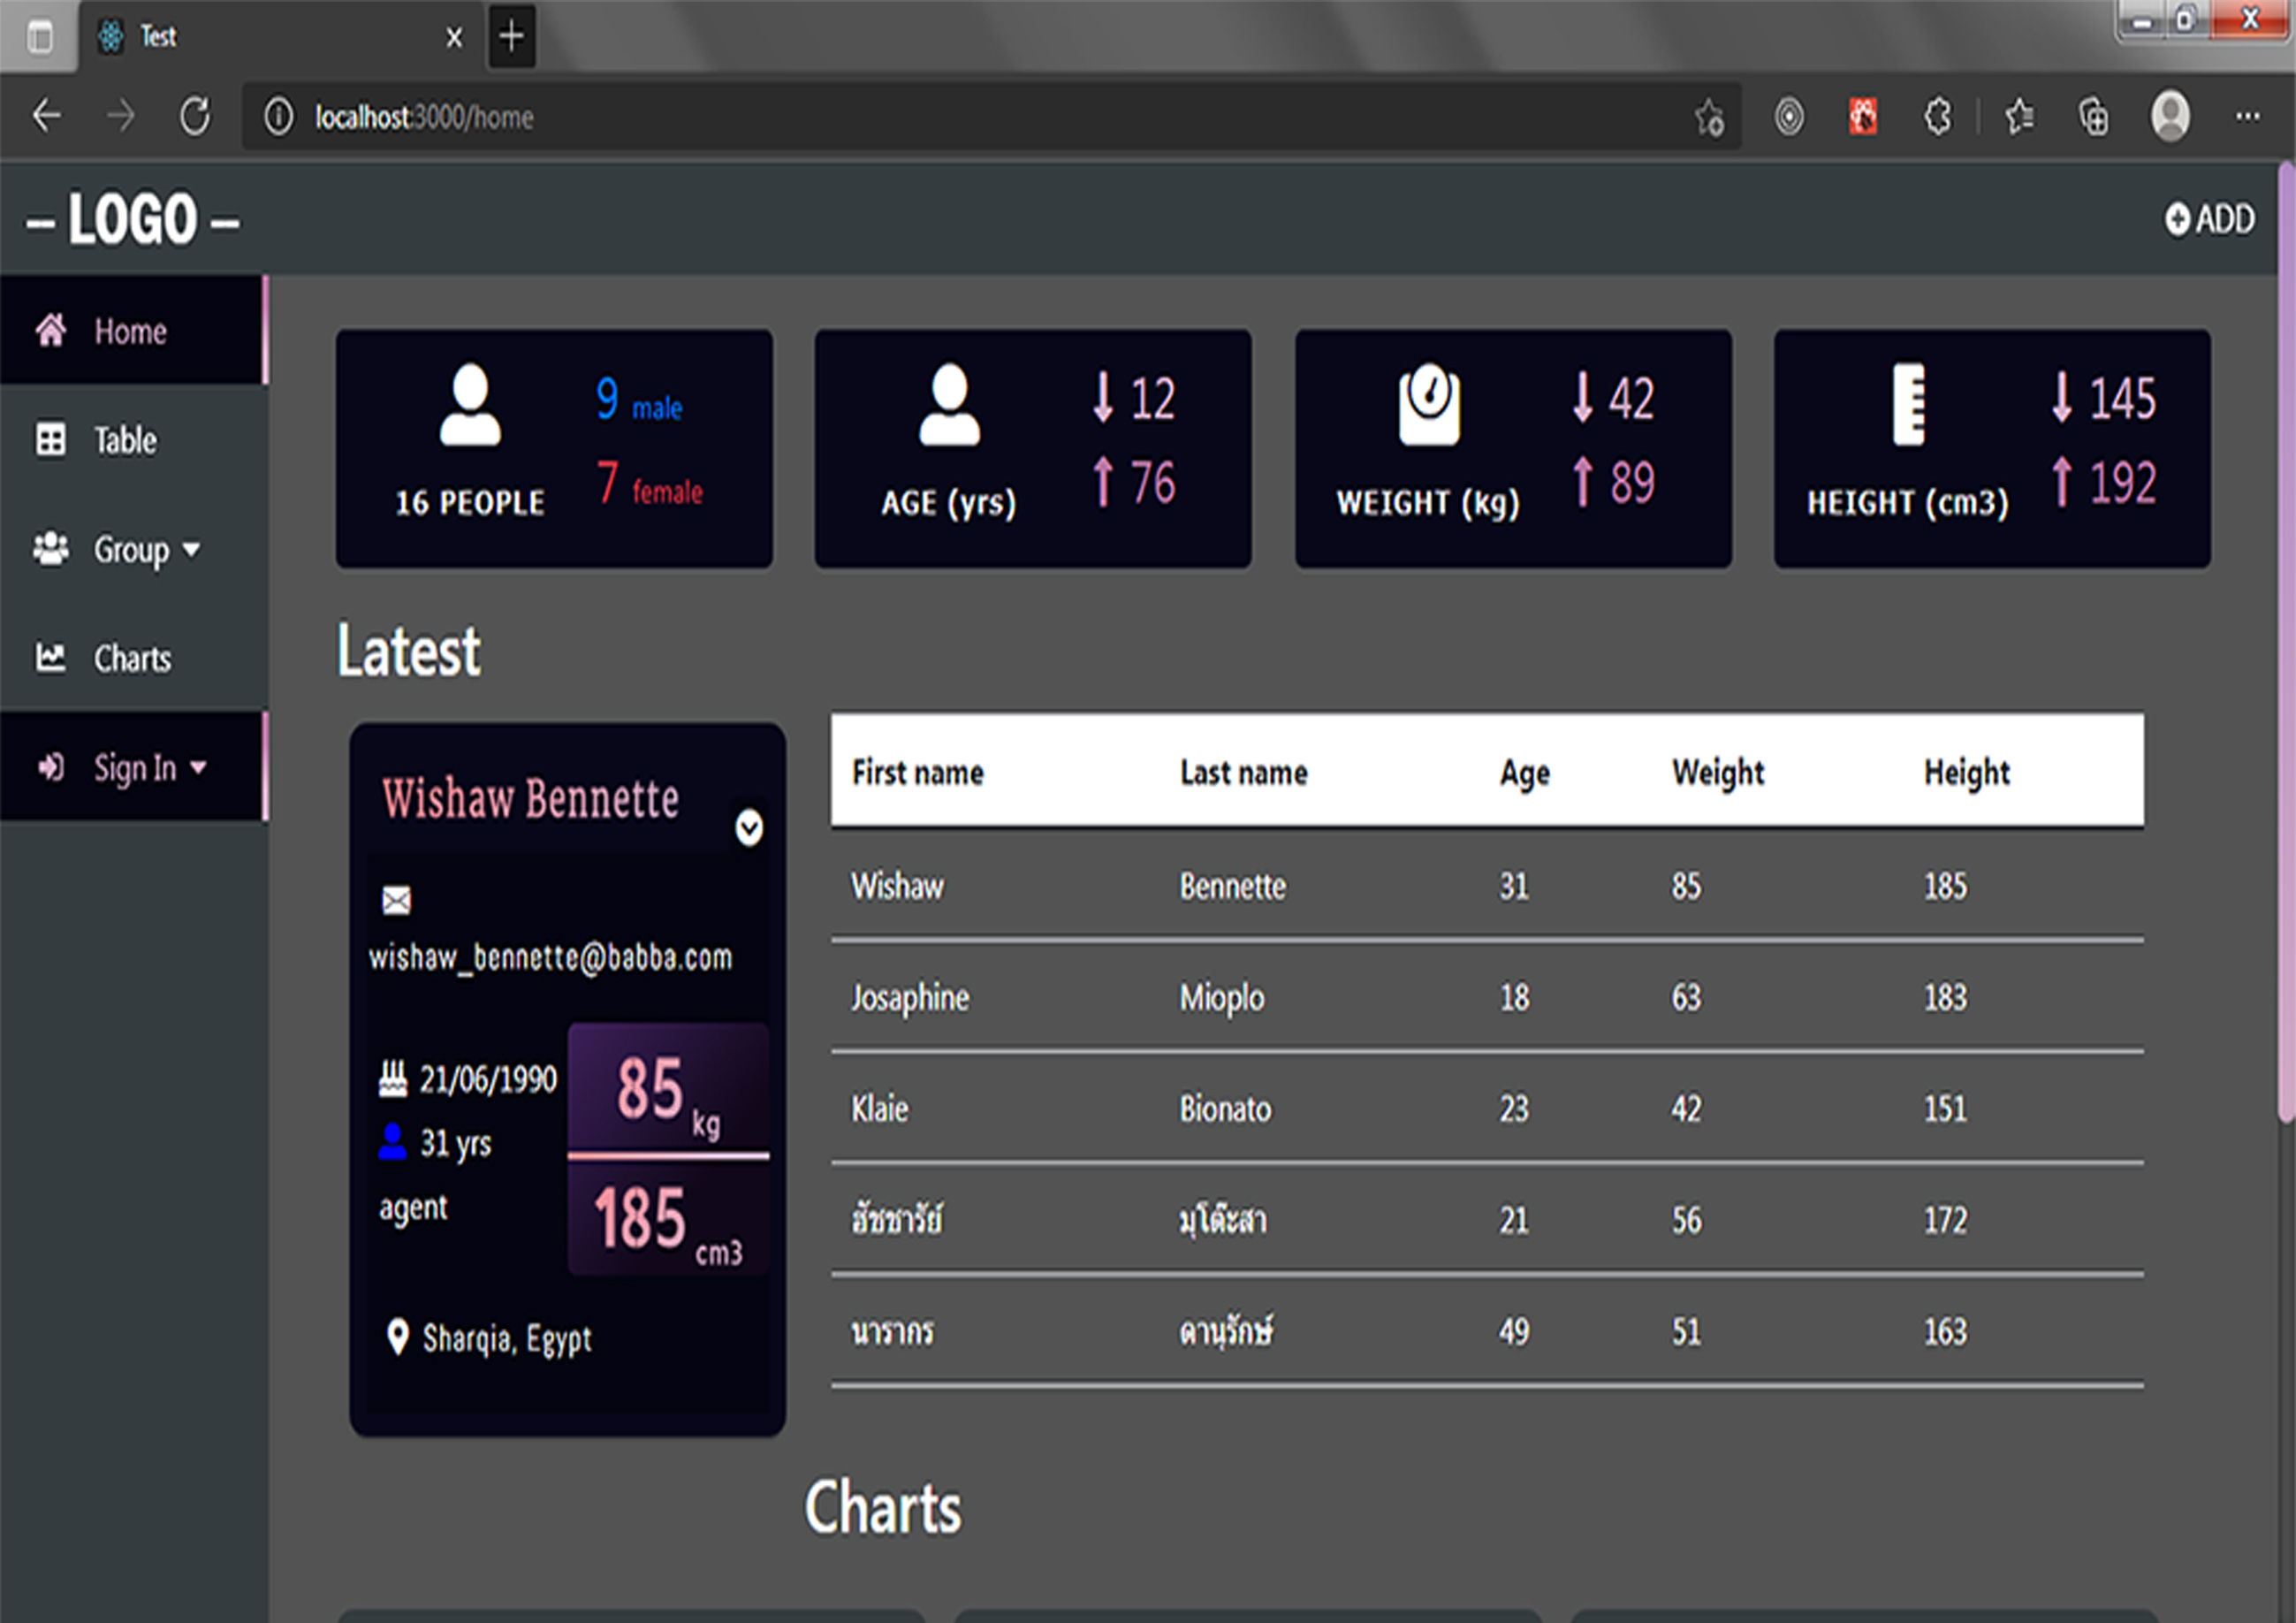 Test
localhost:3000/home
– LOGO –
ADD
Home
Table
Group
Charts
Sign In
16 PEOPLE
9 male
7 female
AGE (yrs)
12
76
WEIGHT (kg)
42
89
HEIGHT (cm3)
145
192
Latest
Wishaw Bennette
wishaw_bennette@babba.com
21/06/1990
31 yrs
agent
85 kg
185 cm3
Sharqia, Egypt
First name Last name Age Weight Height
Wishaw Bennette 31 85 185
Josaphine Mioplo 18 63 183
Klaie Bionato 23 42 151
ฮัชชารัย์ มุโต๊ะสา 21 56 172
นารากร ดานุรักษ์ 49 51 163
Charts